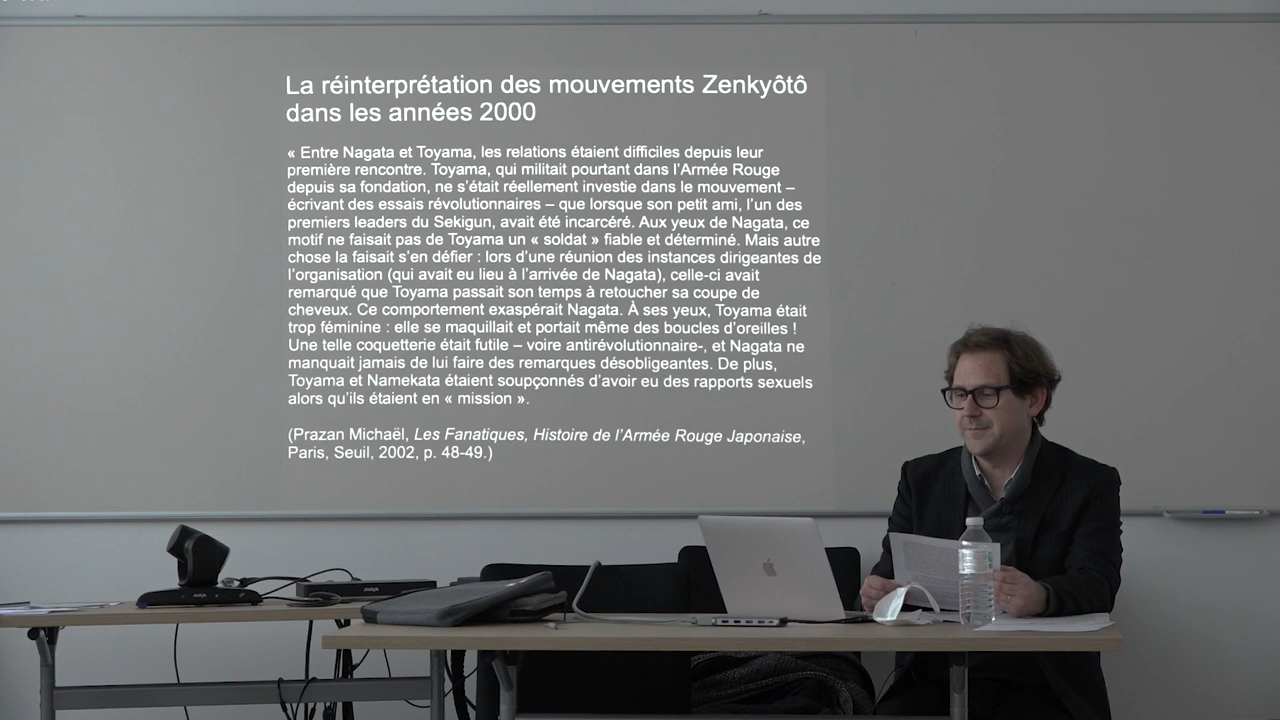 La réinterprétation des mouvements Zenkyôtô
dans les années 2000
« Entre Nagata et Toyama, les relations étaient difficiles depuis leur
première rencontre. Toyama, qui militait pourtant dans l’Armée Rouge
depuis sa fondation, ne s’était réellement investie dans le mouvement –
écrivant des essais révolutionnaires – que lorsque son petit ami, l’un des
premiers leaders du Sekigun, avait été incarcéré. Aux yeux de Nagata, ce
motif ne faisait pas de Toyama un « soldat » fiable et déterminé. Mais autre
chose la faisait s’en défier : lors d’une réunion des instances dirigeantes de
l’organisation (qui avait eu lieu à l’arrivée de Nagata), celle-ci avait
remarqué que Toyama passait son temps à retoucher sa coupe de
cheveux. Ce comportement exaspérait Nagata. À ses yeux, Toyama était
trop féminine : elle se maquillait et portait même des boucles d’oreilles !
Une telle coquetterie était futile – voire antirévolutionnaire-, et Nagata ne
manquait jamais de lui faire des remarques désobligeantes. De plus,
Toyama et Namekata étaient soupçonnés d’avoir eu des rapports sexuels
alors qu’ils étaient en « mission ».
(Prazan Michaël, Les Fanatiques, Histoire de l’Armée Rouge Japonaise,
Paris, Seuil, 2002, p. 48-49.)